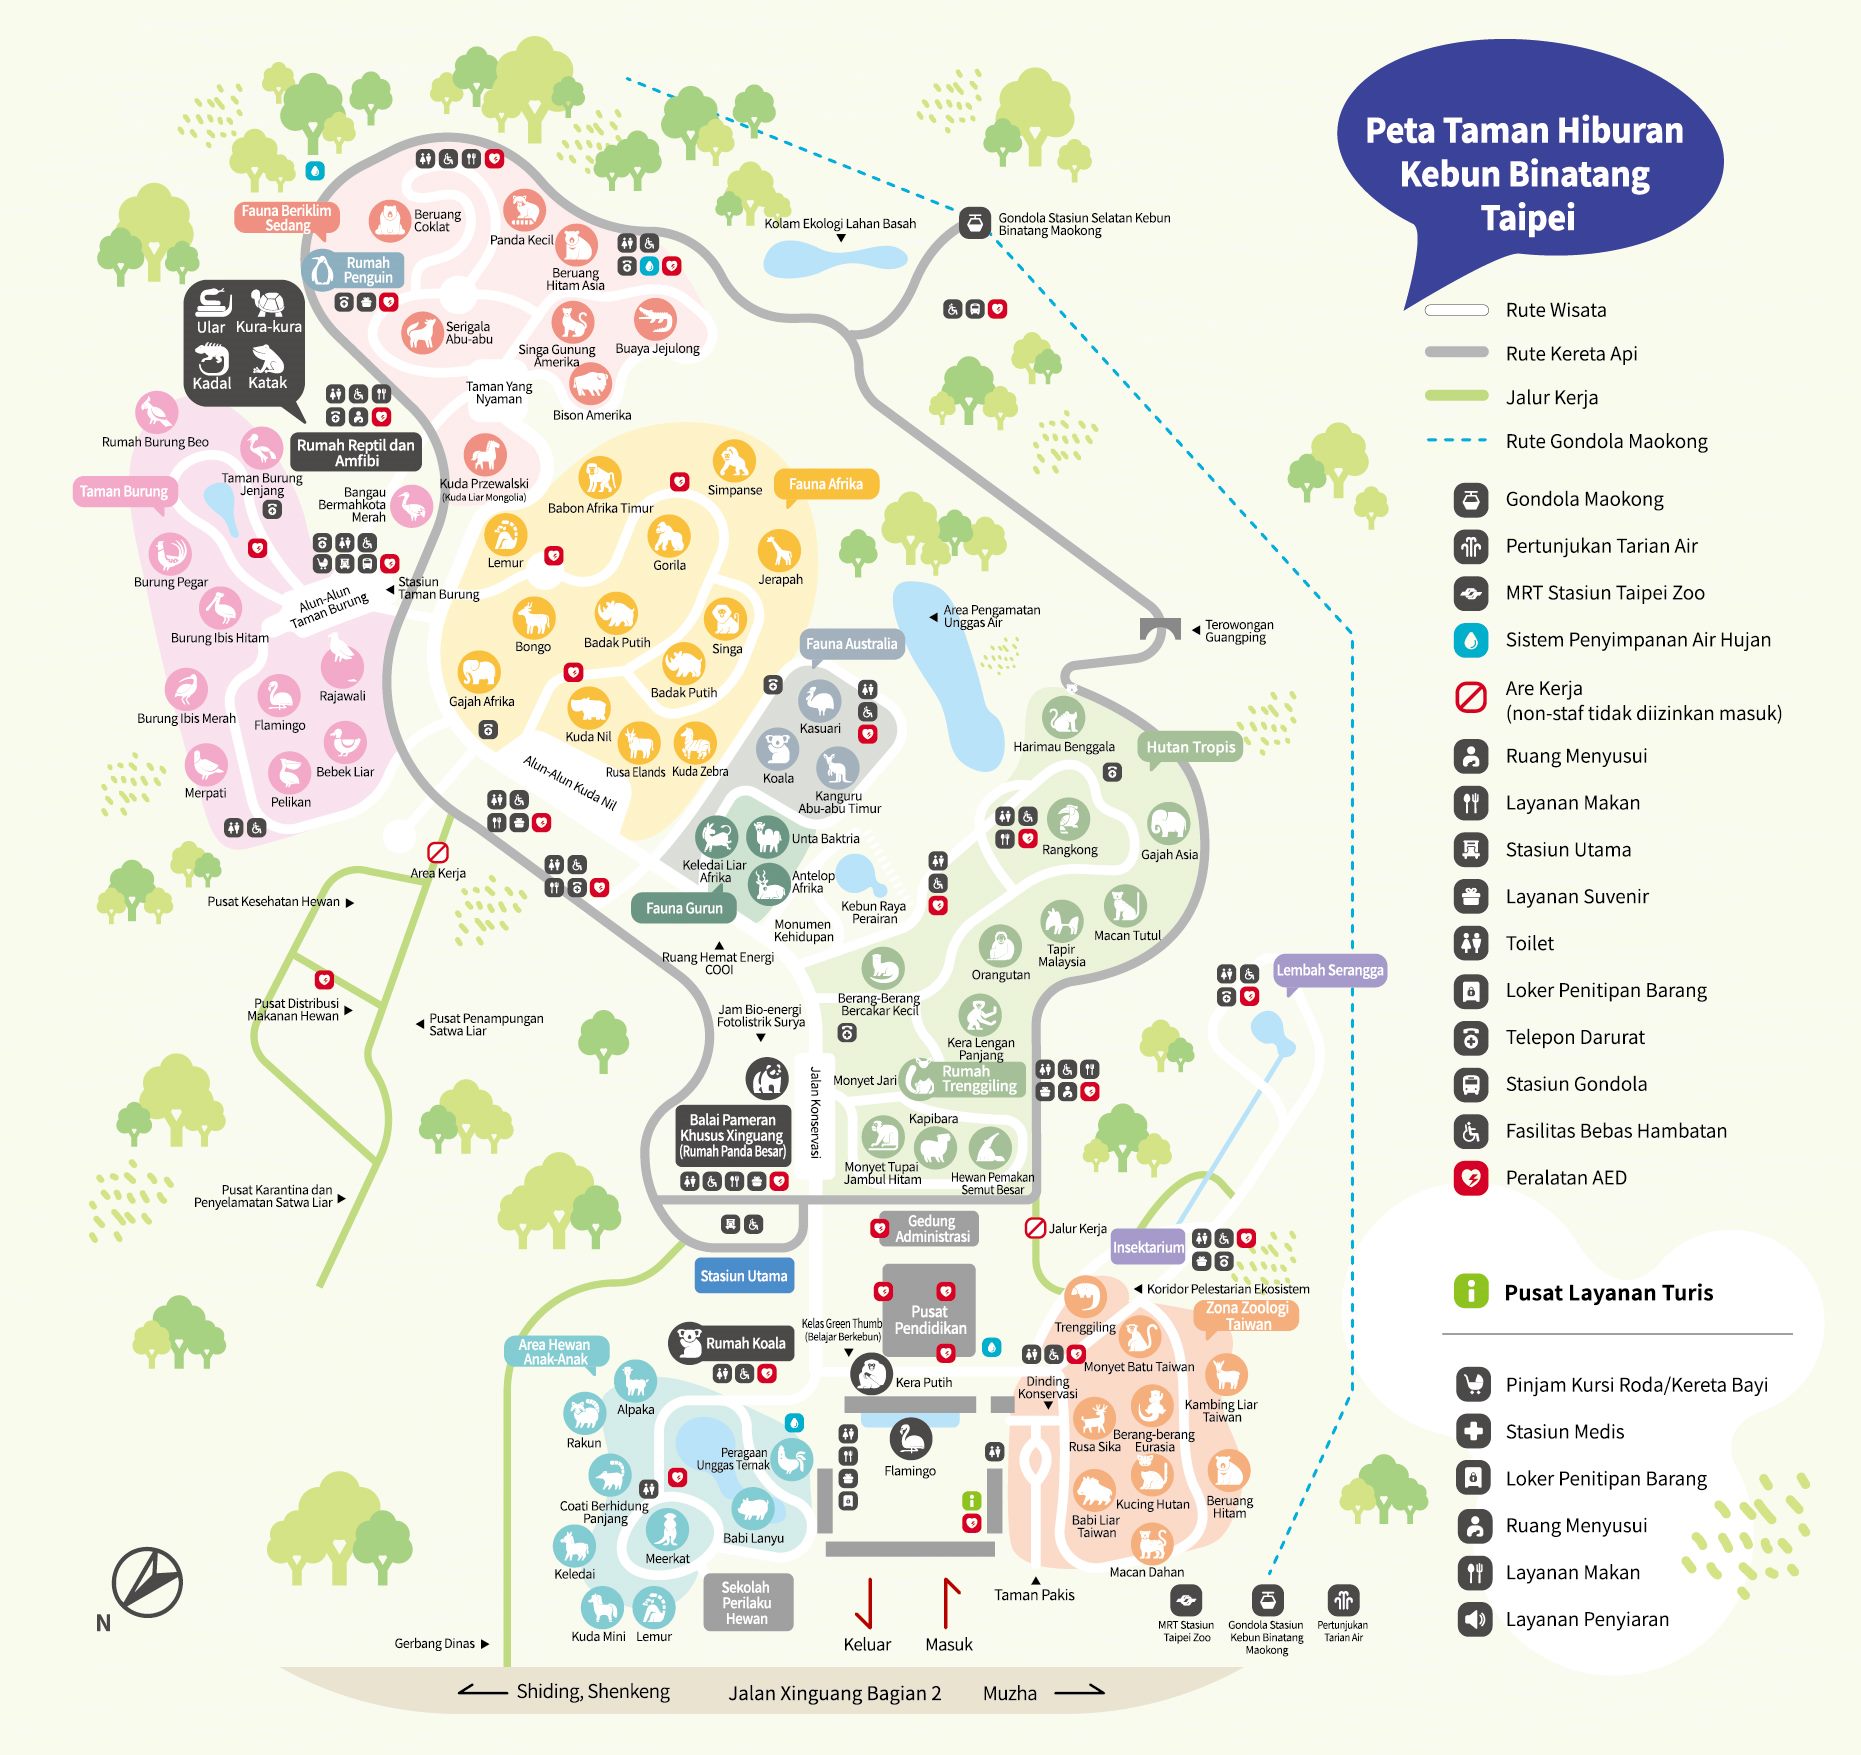 Peta Taman Hiburan
Kebun Binatang
Taipei
Rute Wisata
Rute Kereta Api
Jalur Kerja
Rute Gondola Maokong
Gondola Maokong
Pertunjukan Tarian Air
MRT Stasiun Taipei Zoo
Sistem Penyimpanan Air Hujan
Are Kerja
(non-staf tidak diizinkan masuk)
Ruang Menyusui
Layanan Makan
Stasiun Utama
Layanan Suvenir
Toilet
Loker Penitipan Barang
Telepon Darurat
Stasiun Gondola
Fasilitas Bebas Hambatan
Peralatan AED
Pusat Layanan Turis
Pinjam Kursi Roda/Kereta Bayi
Stasiun Medis
Loker Penitipan Barang
Ruang Menyusui
Layanan Makan
Layanan Penyiaran
Fauna Beriklim
Sedang
Beruang
Coklat
Panda Kecil
Beruang
Hitam Asia
Rumah
Penguin
Serigala
Abu-abu
Singa Gunung
Amerika
Buaya Jejulong
Bison Amerika
Taman Yang
Nyaman
Kuda Przewalski
(Kuda Liar Mongolia)
Kolam Ekologi Lahan Basah
Gondola Stasiun Selatan Kebun
Binatang Maokong
Ular
Kura-kura
Kadal
Katak
Rumah Reptil dan
Amfibi
Rumah Burung Beo
Taman Burung
Taman Burung
Jenjang
Bangau
Bermahkota
Merah
Burung Pegar
Burung Ibis Hitam
Alun-Alun
Taman Burung
Stasiun
Taman Burung
Rajawali
Burung Ibis Merah
Flamingo
Bebek Liar
Merpati
Pelikan
Fauna Afrika
Simpanse
Babon Afrika Timur
Lemur
Gorila
Jerapah
Bongo
Badak Putih
Singa
Badak Putih
Gajah Afrika
Kuda Nil
Rusa Elands
Kuda Zebra
Alun-Alun Kuda Nil
Fauna Australia
Kasuari
Koala
Kanguru
Abu-abu Timur
Area Pengamatan
Unggas Air
Terowongan
Guangping
Keledai Liar
Afrika
Unta Baktria
Antelop
Afrika
Fauna Gurun
Kebun Raya
Perairan
Monumen
Kehidupan
Ruang Hemat Energi
COOI
Jam Bio-energi
Fotolistrik Surya
Hutan Tropis
Harimau Benggala
Rangkong
Gajah Asia
Macan Tutul
Tapir
Malaysia
Orangutan
Berang-Berang
Bercakar Kecil
Kera Lengan
Panjang
Monyet Jari
Rumah
Trenggiling
Kapibara
Monyet Tupai
Jambul Hitam
Hewan Pemakan
Semut Besar
Lembah Serangga
Area Kerja
Pusat Kesehatan Hewan
Pusat Distribusi
Makanan Hewan
Pusat Penampungan
Satwa Liar
Pusat Karantina dan
Penyelamatan Satwa Liar
Balai Pameran
Khusus Xinguang
(Rumah Panda Besar)
Jalan Konservasi
Stasiun Utama
Gedung
Administrasi
Jalur Kerja
Insektarium
Koridor Pelestarian Ekosistem
Pusat
Pendidikan
Kelas Green Thumb
(Belajar Berkebun)
Rumah Koala
Kera Putih
Flamingo
Dinding
Konservasi
Zona Zoologi
Taiwan
Trenggiling
Monyet Batu Taiwan
Kambing Liar
Taiwan
Rusa Sika
Berang-berang
Eurasia
Kucing Hutan
Beruang
Hitam
Babi Liar
Taiwan
Macan Dahan
Taman Pakis
Area Hewan
Anak-Anak
Alpaka
Rakun
Peragaan
Unggas Ternak
Coati Berhidung
Panjang
Babi Lanyu
Meerkat
Keledai
Kuda Mini
Lemur
Sekolah
Perilaku
Hewan
Keluar
Masuk
MRT Stasiun
Taipei Zoo
Gondola Stasiun
Kebun Binatang
Maokong
Pertunjukan
Tarian Air
Gerbang Dinas
N
Shiding, Shenkeng
Jalan Xinguang Bagian 2
Muzha